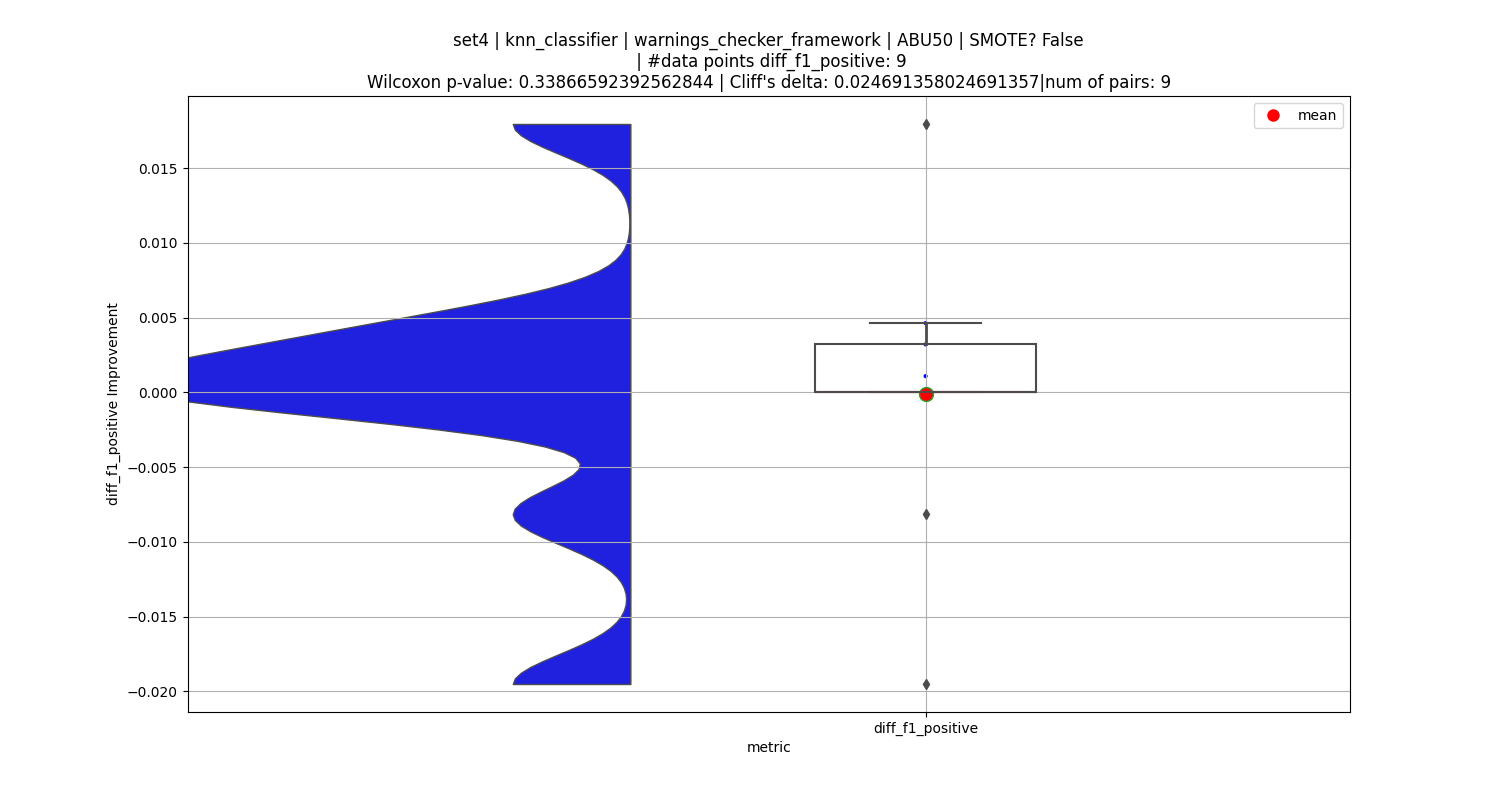 set4 | knn_classifier | warnings_checker_framework | ABU50 | SMOTE? False
| #data points diff_f1_positive: 9
Wilcoxon p-value: 0.33866592392562844 | Cliff's delta: 0.024691358024691357|num of pairs: 9
mean
0.015
0.010
0.005
0.000
−0.005
−0.010
−0.015
−0.020
diff_f1_positive Improvement
diff_f1_positive
metric